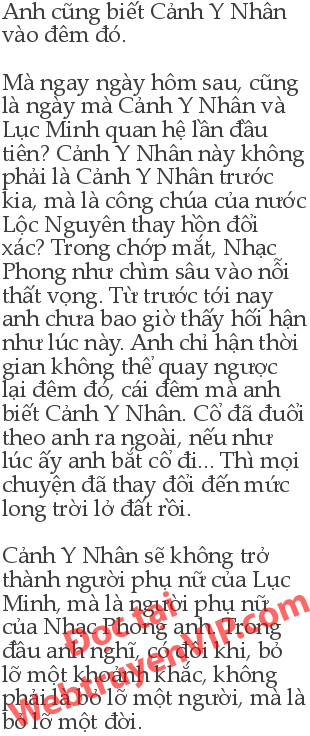 Anh cũng biết Cảnh Y Nhân
vào đêm đó.
Mà ngay ngày hôm sau, cũng
là ngày mà Cảnh Y Nhân và
Lục Minh quan hệ lần đầu
tiên? Cảnh Y Nhân này không
phải là Cảnh Y Nhân trước
kia, mà là công chúa của nước
Lộc Nguyên thay hồn đổi
xác? Trong chớp mắt, Nhạc
Phong như chìm sâu vào nỗi
thất vọng. Từ trước tới nay
anh chưa bao giờ thấy hối hận
như lúc này. Anh chỉ hận thời
gian không thể quay ngược
lại đêm đó, cái đêm mà anh
biết Cảnh Y Nhân. Cổ đã đuổi
theo anh ra ngoài, nếu như
lúc ấy anh bắt cổ đi... Thì mọi
chuyện đã thay đổi đến mức
long trời lở đất rồi.
Cảnh Y Nhân sẽ không trở
thành người phụ nữ của Lục
Minh, mà là người phụ nữ
của Nhạc Phong anh. Trong
đầu anh nghĩ, có đôi khi, bỏ
lỡ một khoảnh khắc, không
phải là bỏ lỡ một người, mà là
bỏ lỡ một đời.
Đọc tại
WebtruyenVIP.com